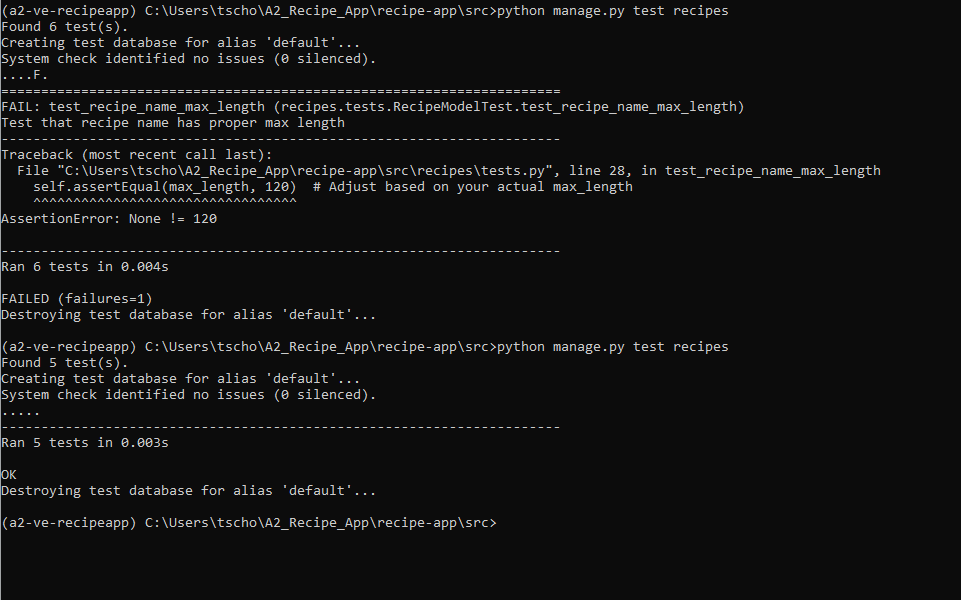 (a2-ve-recipeapp) C:\Users\tscho\A2_Recipe_App\recipe-app\src>python manage.py test recipes
Found 6 test(s).
Creating test database for alias 'default'...
System check identified no issues (0 silenced).
....F.
======================================================================
FAIL: test_recipe_name_max_length (recipes.tests.RecipeModelTest.test_recipe_name_max_length)
Test that recipe name has proper max length
----------------------------------------------------------------------
Traceback (most recent call last):
  File "C:\Users\tscho\A2_Recipe_App\recipe-app\src\recipes\tests.py", line 28, in test_recipe_name_max_length
    self.assertEqual(max_length, 120)  # Adjust based on your actual max_length
    ^^^^^^^^^^^^^^^^^^^^^^^^^^^^^^^^^
AssertionError: None != 120

----------------------------------------------------------------------
Ran 6 tests in 0.004s

FAILED (failures=1)
Destroying test database for alias 'default'...

(a2-ve-recipeapp) C:\Users\tscho\A2_Recipe_App\recipe-app\src>python manage.py test recipes
Found 5 test(s).
Creating test database for alias 'default'...
System check identified no issues (0 silenced).
.....
----------------------------------------------------------------------
Ran 5 tests in 0.003s

OK
Destroying test database for alias 'default'...

(a2-ve-recipeapp) C:\Users\tscho\A2_Recipe_App\recipe-app\src>